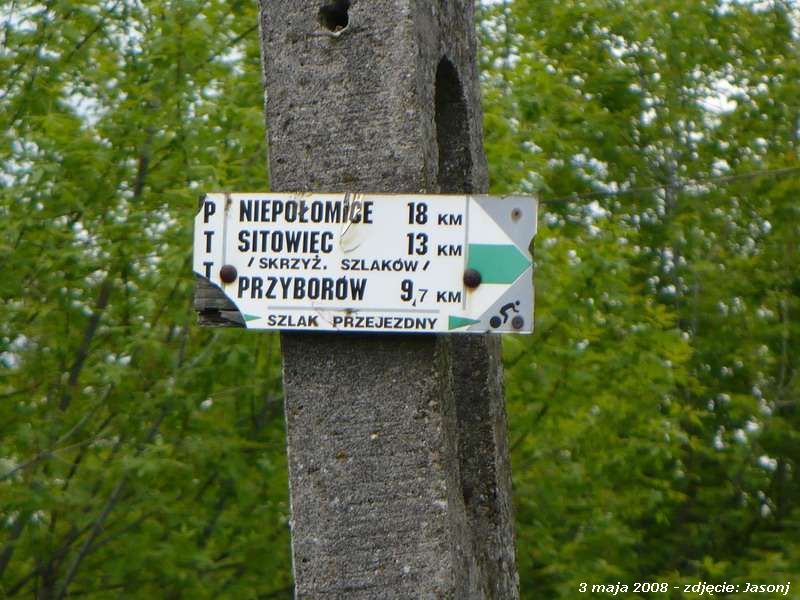 PTT
NIEPOŁOMICE 18 KM
SITOWIEC 13 KM
/SKRZYŻ. SZLAKÓW/
PRZYBORÓW 9,7 KM
SZLAK PRZEJEZDNY
3 maja 2008 - zdjęcie: Jasonj